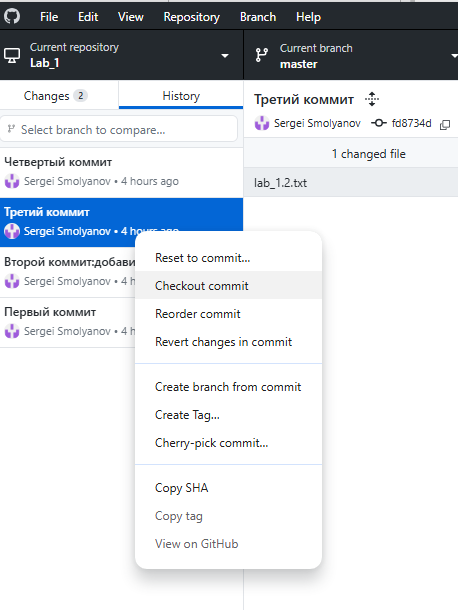 File Edit View Repository Branch Help
Current repository
Lab_1
Current branch
master
Changes 2
History
Select branch to compare...
Четвертый коммит
Sergei Smolyanov • 4 hours ago
Третий коммит
Sergei Smolyanov • 4 hours ago
Второй коммит:добави
Sergei Smolyanov • 4 h
Первый коммит
Sergei Smolyanov • 4 h
Третий коммит
Sergei Smolyanov fd8734d
1 changed file
lab_1.2.txt
Reset to commit...
Checkout commit
Reorder commit
Revert changes in commit
Create branch from commit
Create Tag...
Cherry-pick commit...
Copy SHA
Copy tag
View on GitHub